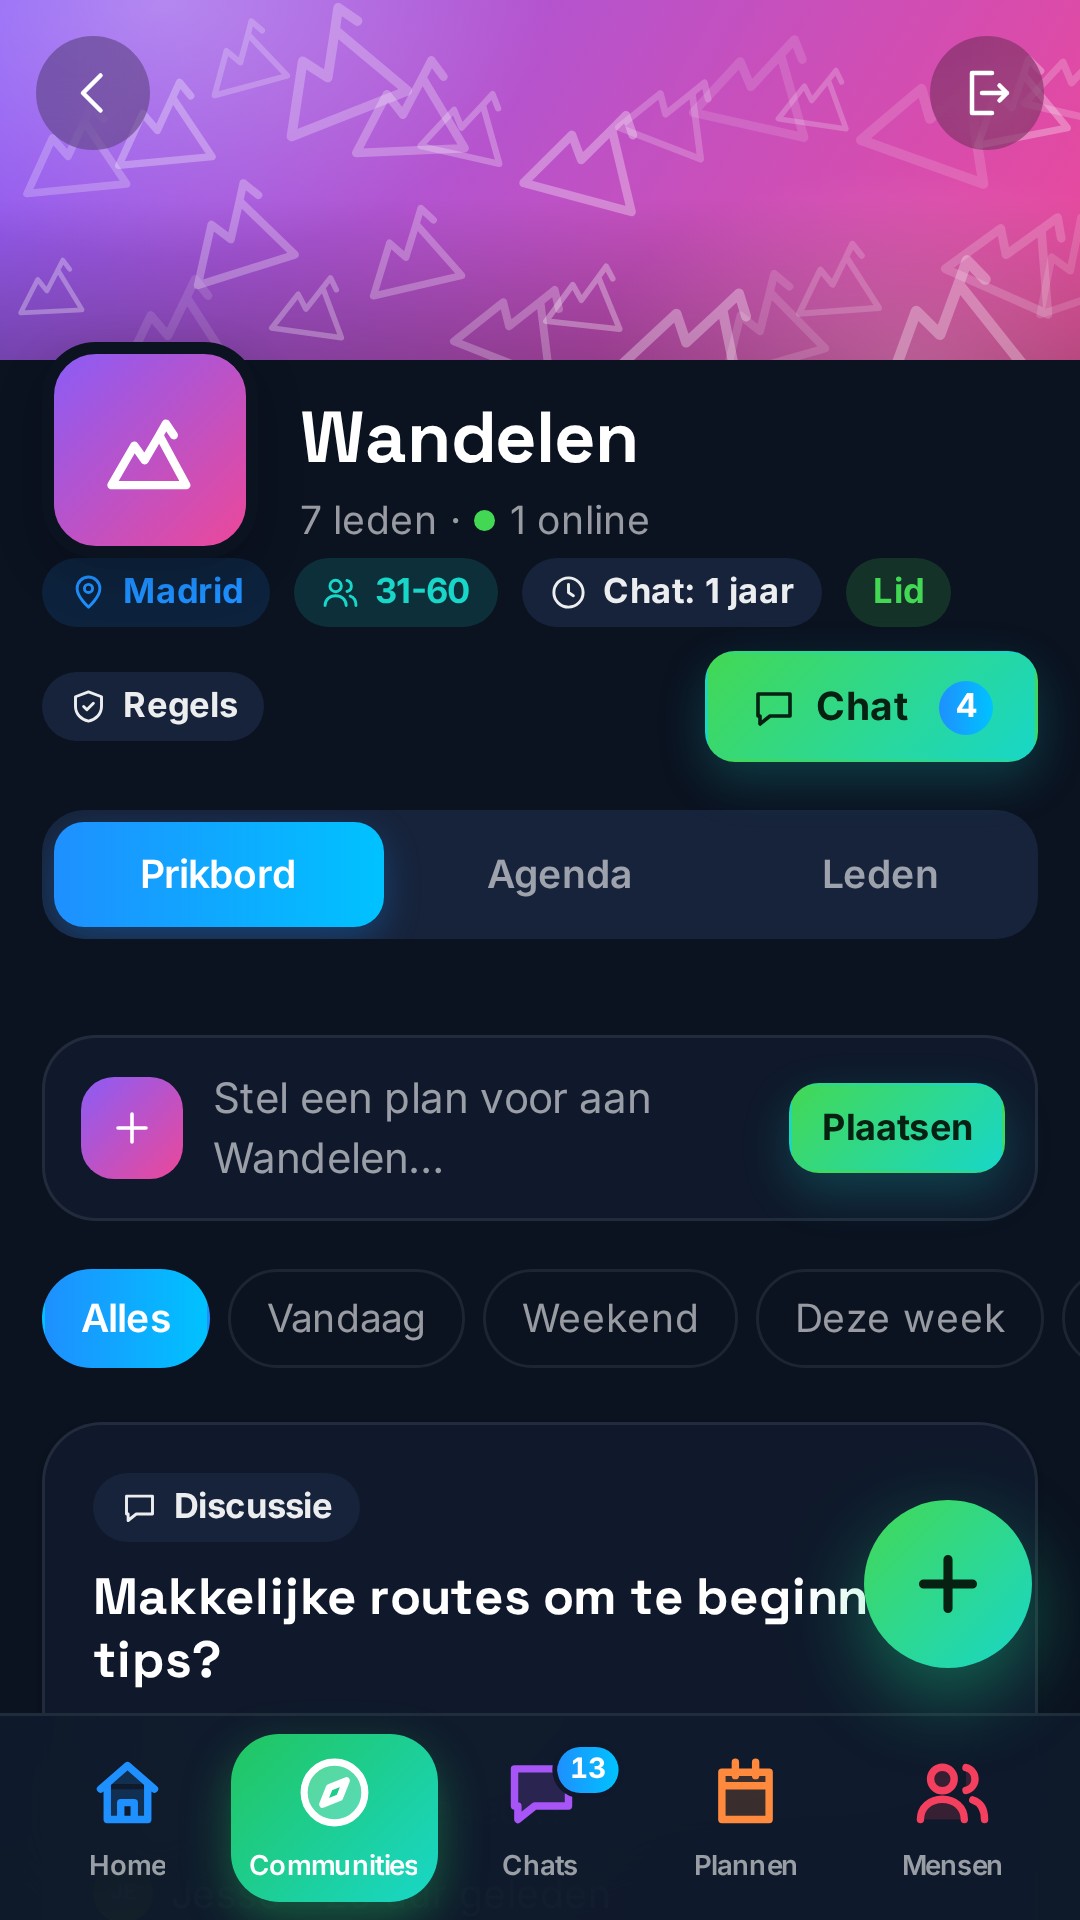 Wandelen
7 leden · 1 online
Madrid
31-60
Chat: 1 jaar
Lid
Regels
Chat 4
Prikbord
Agenda
Leden
Stel een plan voor aan
Wandelen...
Plaatsen
Alles
Vandaag
Weekend
Deze week
Discussie
Makkelijke routes om te beginn
tips?
13
Home
Communities
Chats
Plannen
Mensen
geleden